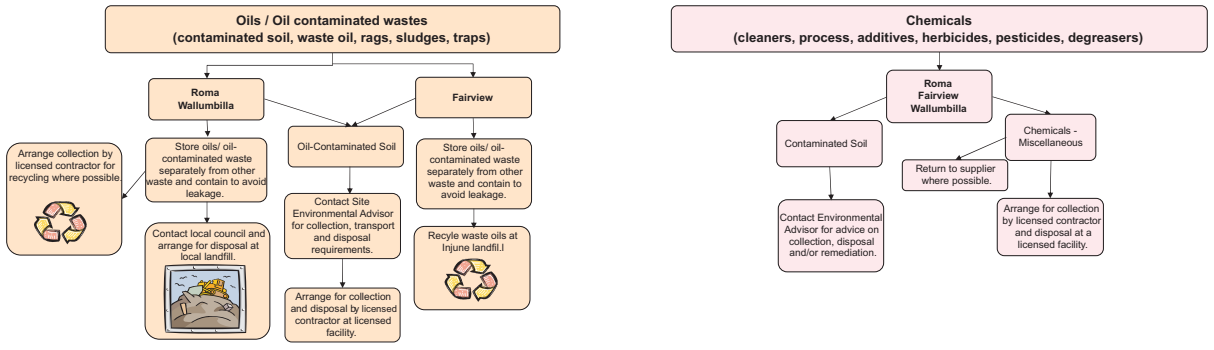 Oils / Oil contaminated wastes
(contaminated soil, waste oil, rags, sludges, traps)
Roma
Wallumbilla
Fairview
Arrange collection by
licensed contractor for
recycling where possible.
Store oils/ oil-
contaminated waste
separately from other
waste and contain to avoid
leakage.
Oil-Contaminated Soil
Store oils/ oil-
contaminated waste
separately from other
waste and contain to
avoid leakage.
Contact local council and
arrange for disposal at
local landfill.
Contact Site
Environmental Advisor
for collection, transport
and disposal
requirements.
Recyle waste oils at
Injune landfil.l
Arrange for collection
and disposal by licensed
contractor at licensed
facility.
Chemicals
(cleaners, process, additives, herbicides, pesticides, degreasers)
Roma
Fairview
Wallumbilla
Contaminated Soil
Chemicals -
Miscellaneous
Return to supplier
where possible.
Contact Environmental
Advisor for advice on
collection, disposal
and/or remediation.
Arrange for collection
by licensed contractor
and disposal at a
licensed facility.